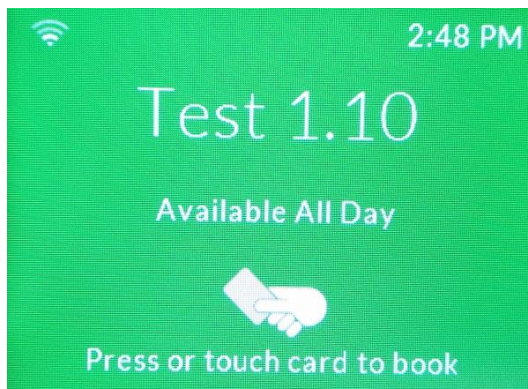 2:48 PM
Test 1.10
Available All Day
Press or touch card to book